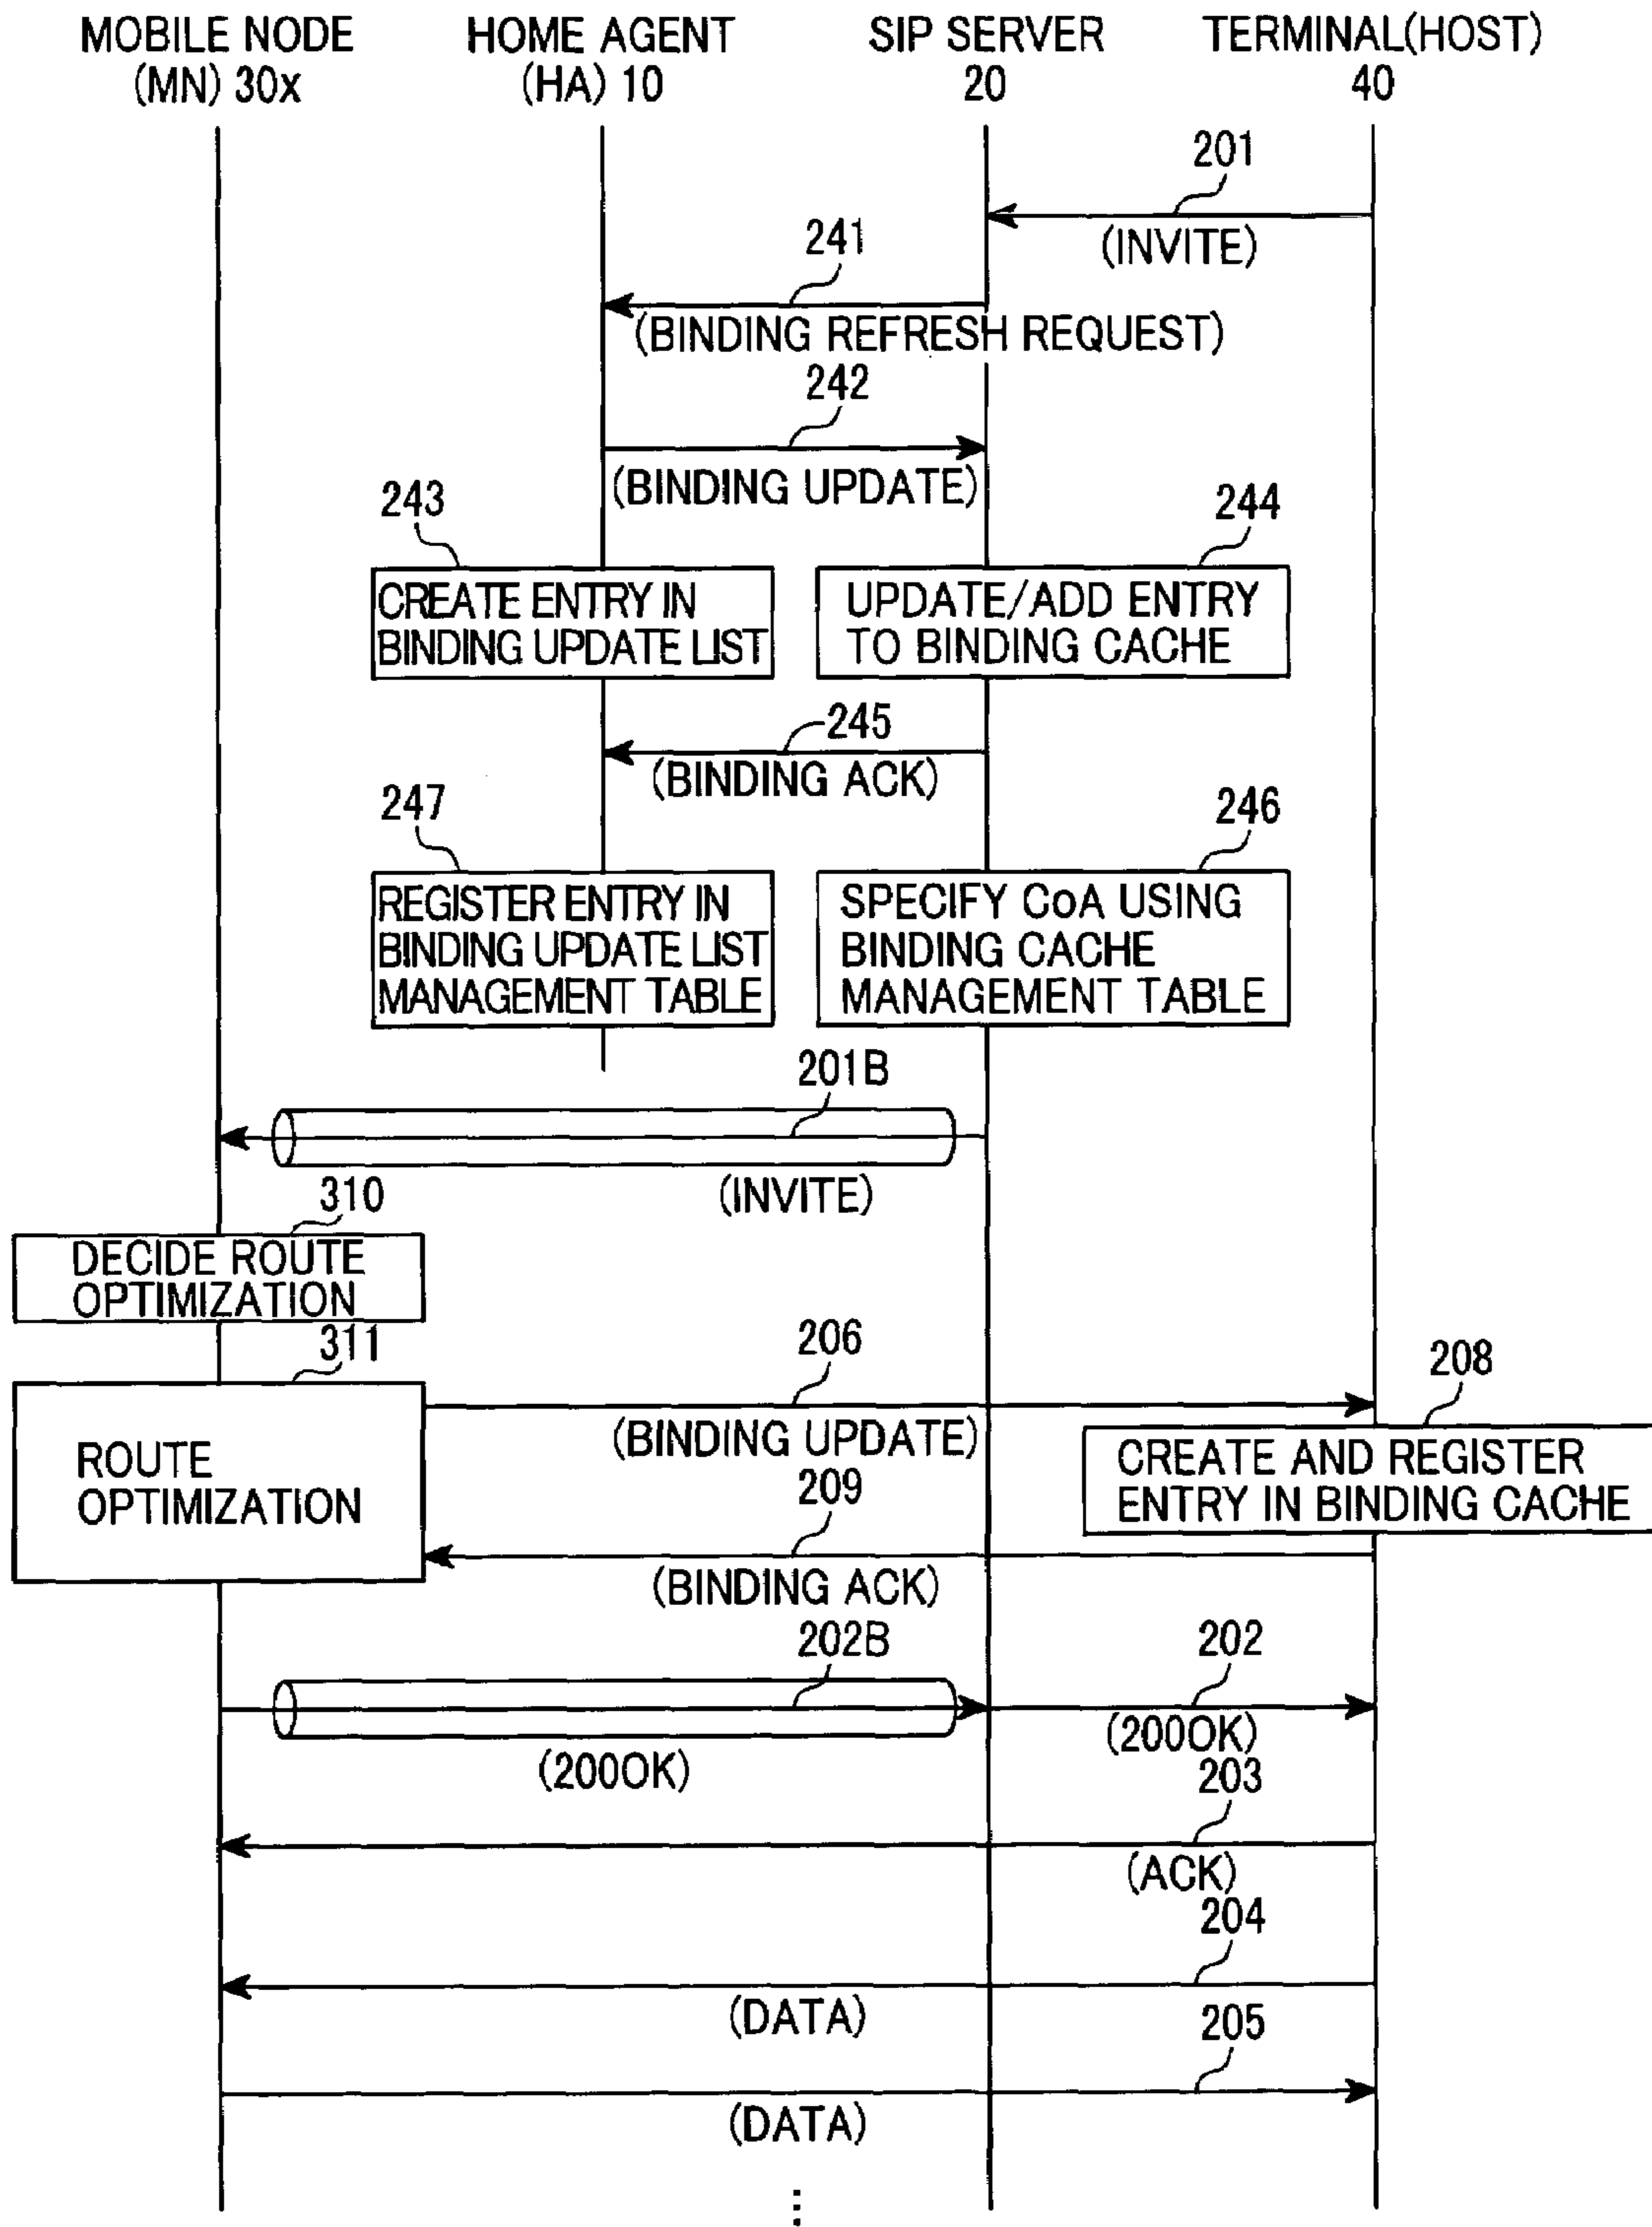 MOBILE NODE
(MN) 30x
HOME AGENT
(HA) 10
SIP SERVER
20
TERMINAL(HOST)
40
201
(INVITE)
241
(BINDING REFRESH REQUEST)
242
(BINDING UPDATE)
243
CREATE ENTRY IN
BINDING UPDATE LIST
244
UPDATE/ADD ENTRY
TO BINDING CACHE
245
(BINDING ACK)
247
REGISTER ENTRY IN
BINDING UPDATE LIST
MANAGEMENT TABLE
246
SPECIFY CoA USING
BINDING CACHE
MANAGEMENT TABLE
201B
(INVITE)
310
DECIDE ROUTE
OPTIMIZATION
311
ROUTE
OPTIMIZATION
206
(BINDING UPDATE)
208
CREATE AND REGISTER
ENTRY IN BINDING CACHE
209
(BINDING ACK)
202B
(200OK)
202
(200OK)
203
(ACK)
204
(DATA)
205
(DATA)